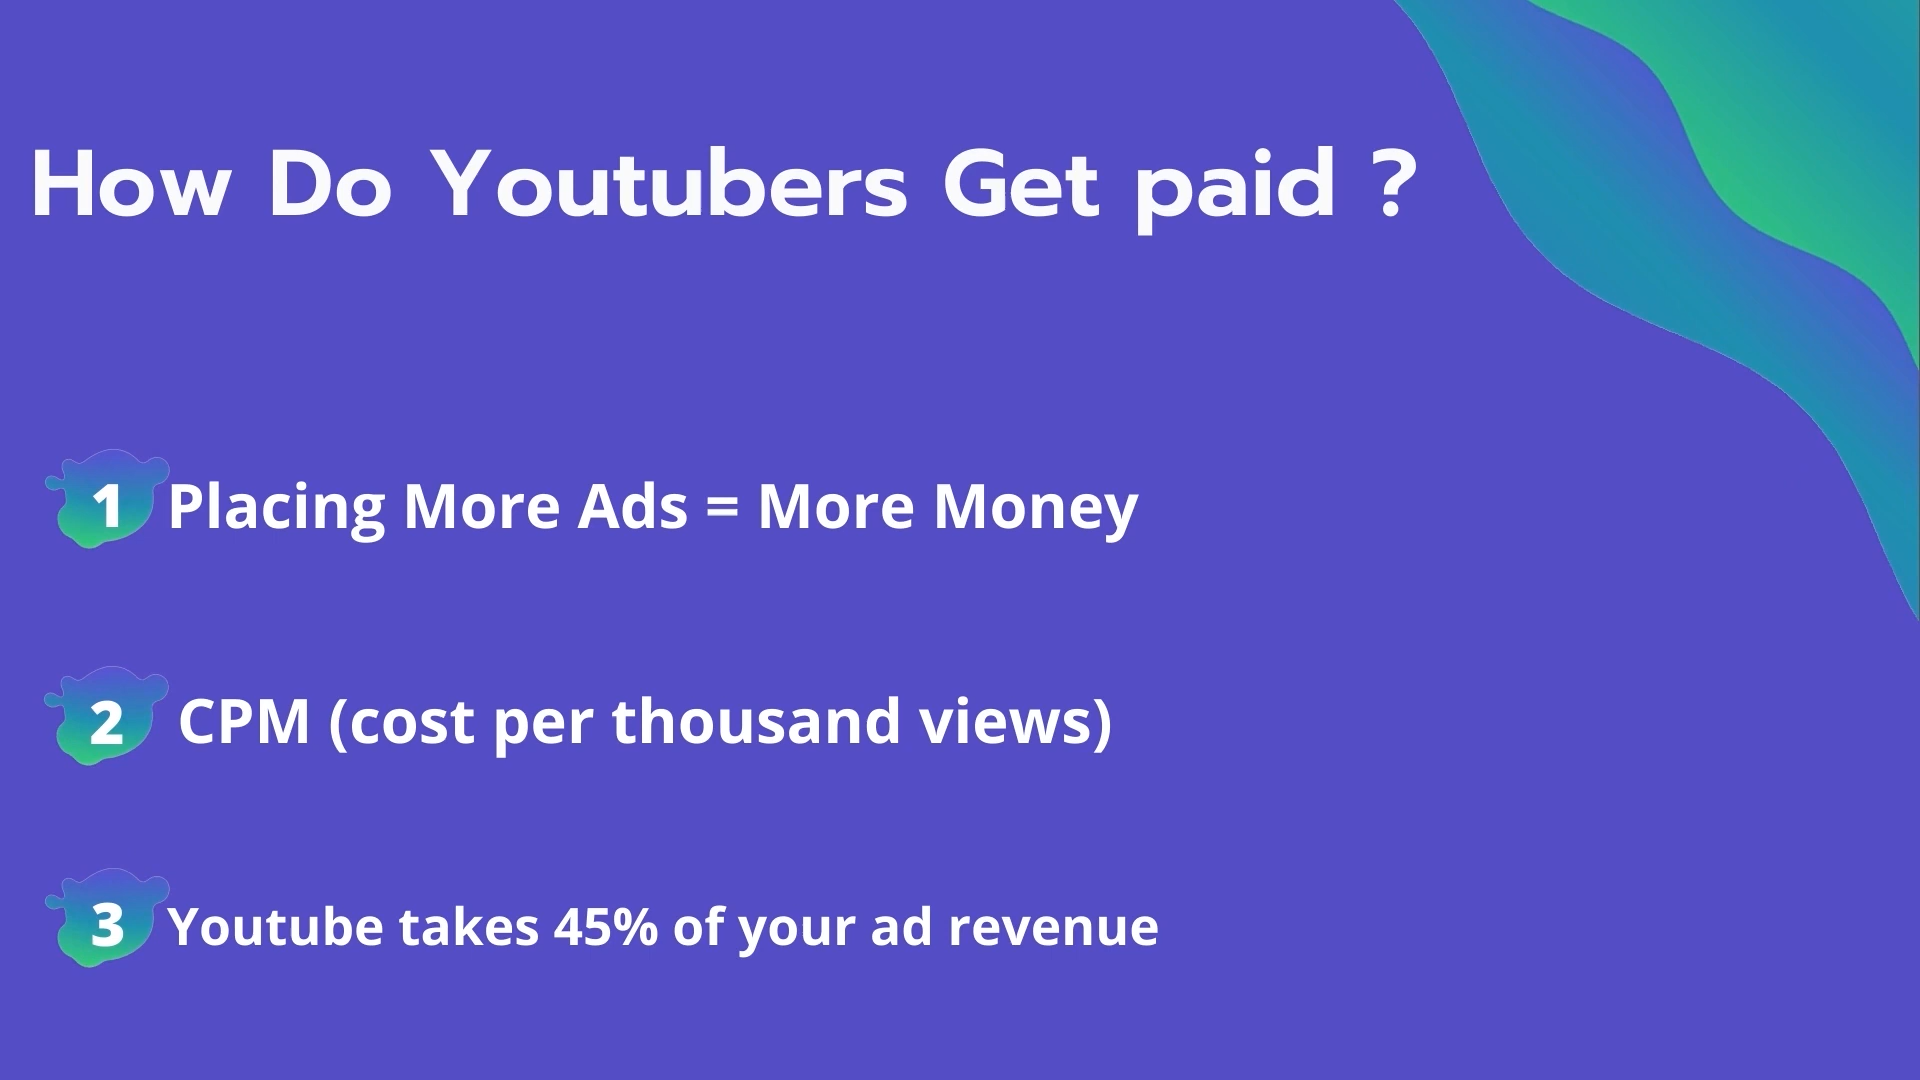 How Do Youtubers Get paid ?
1 Placing More Ads = More Money
2 CPM (cost per thousand views)
3 Youtube takes 45% of your ad revenue